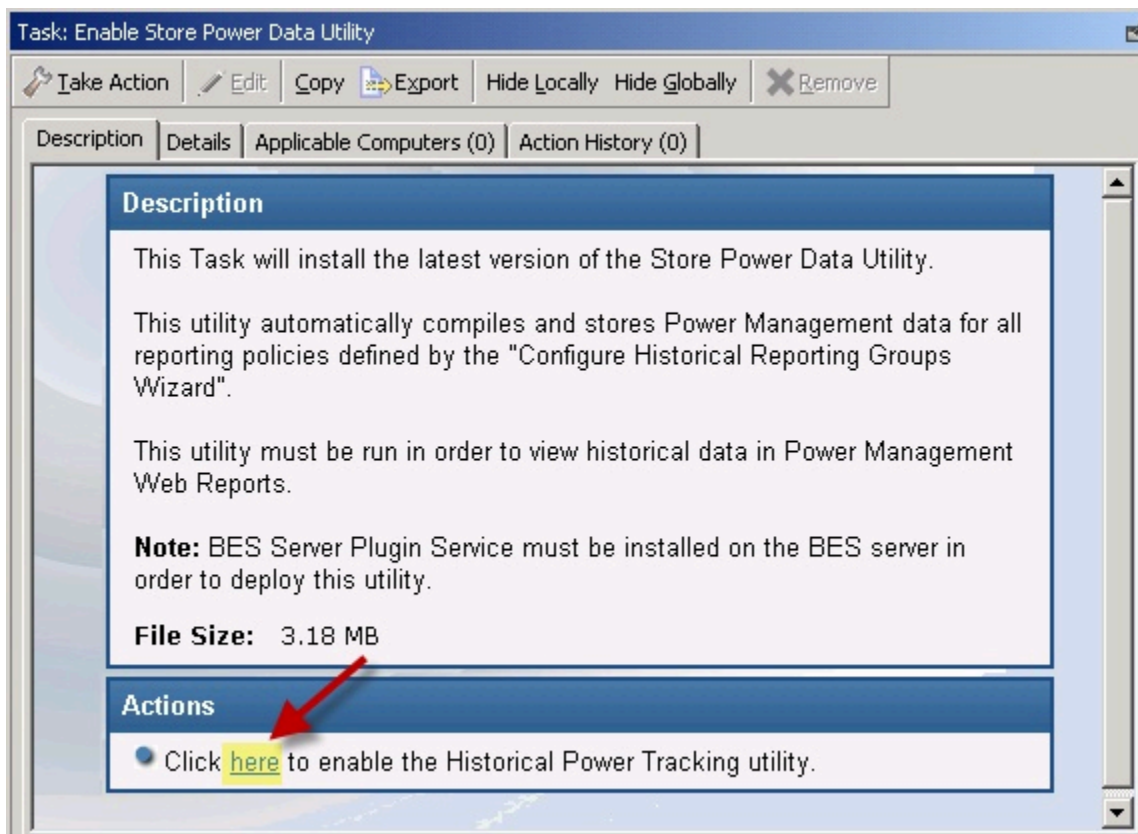 Task: Enable Store Power Data Utility
Take Action Edit Copy Export Hide Locally Hide Globally Remove
Description Details Applicable Computers (0) Action History (0)
Description
This Task will install the latest version of the Store Power Data Utility.
This utility automatically compiles and stores Power Management data for all
reporting policies defined by the "Configure Historical Reporting Groups
Wizard".
This utility must be run in order to view historical data in Power Management
Web Reports.
Note: BES Server Plugin Service must be installed on the BES server in
order to deploy this utility.
File Size: 3.18 MB
Actions
Click here to enable the Historical Power Tracking utility.